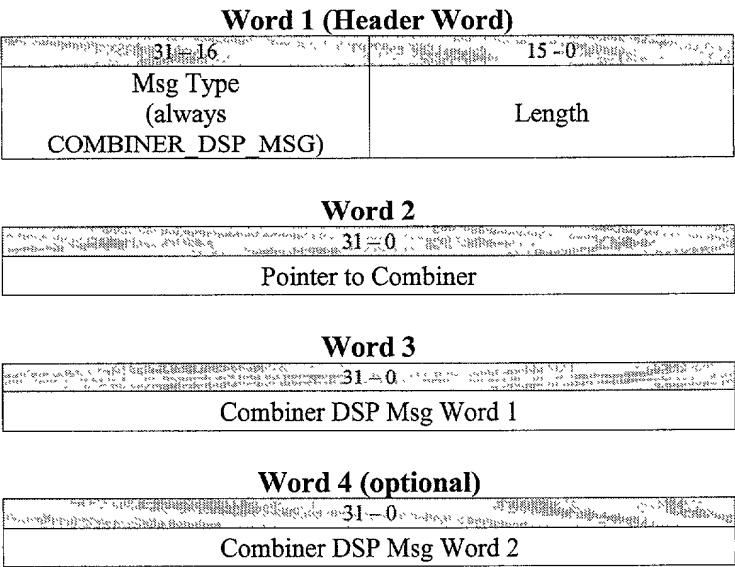 Word 1 (Header Word)
31–16 15-0
Msg Type
(always
COMBINER_DSP_MSG)
Length
Word 2
31–0
Pointer to Combiner
Word 3
31–0
Combiner DSP Msg Word 1
Word 4 (optional)
31–0
Combiner DSP Msg Word 2